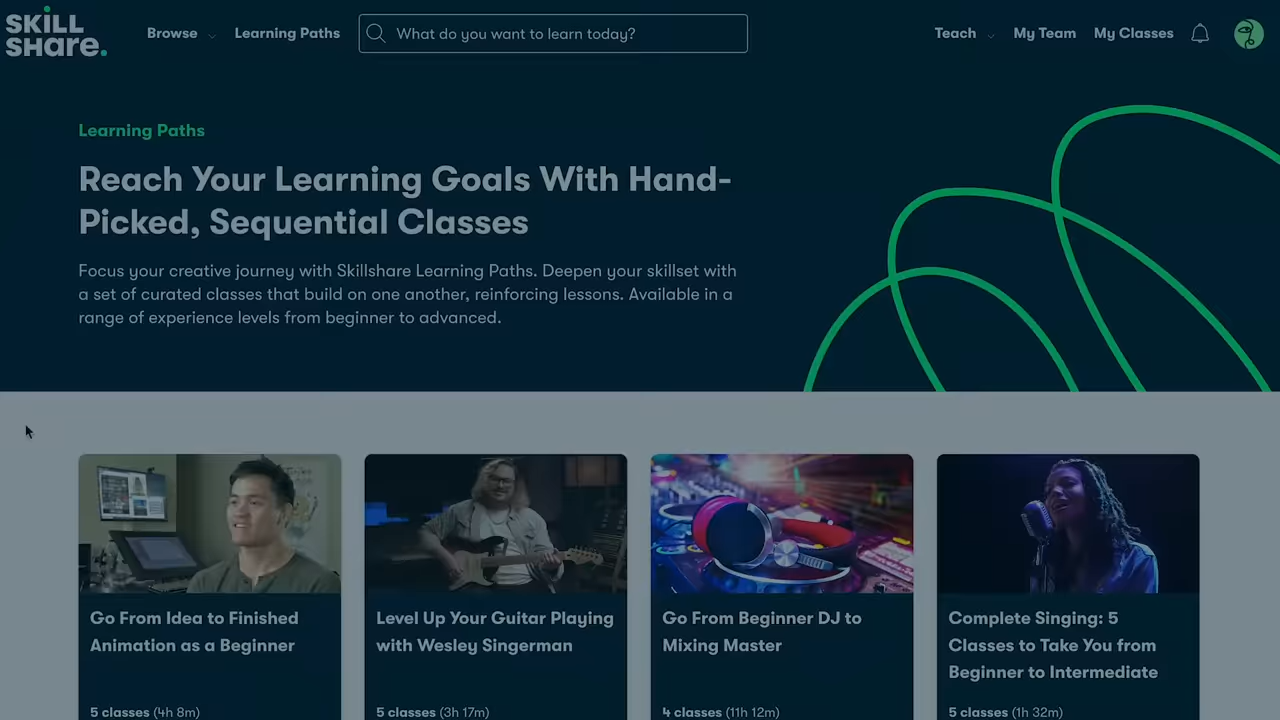 SKILL
SHARE.
Browse
Learning Paths
What do you want to learn today?
Teach
My Team
My Classes
Learning Paths
Reach Your Learning Goals With Hand-
Picked, Sequential Classes
Focus your creative journey with Skillshare Learning Paths. Deepen your skillset with
a set of curated classes that build on one another, reinforcing lessons. Available in a
range of experience levels from beginner to advanced.
Go From Idea to Finished
Animation as a Beginner
5 classes (4h 8m)
Level Up Your Guitar Playing
with Wesley Singerman
5 classes (3h 17m)
Go From Beginner DJ to
Mixing Master
4 classes (11h 12m)
Complete Singing: 5
Classes to Take You from
Beginner to Intermediate
5 classes (1h 32m)